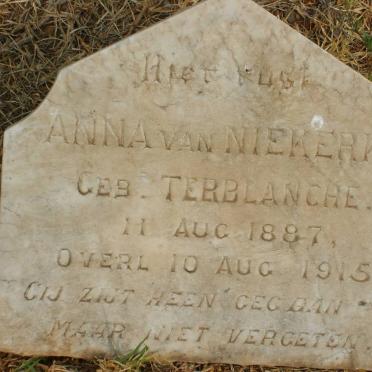 Hier rust
ANNA VAN NIEKERK
GEB. TERBLANCHE.
11 AUG 1887,
OVERL 10 AUG 1915
GIJ ZIJT HEEN GEGAAN
MAAR NIET VERGETEN.